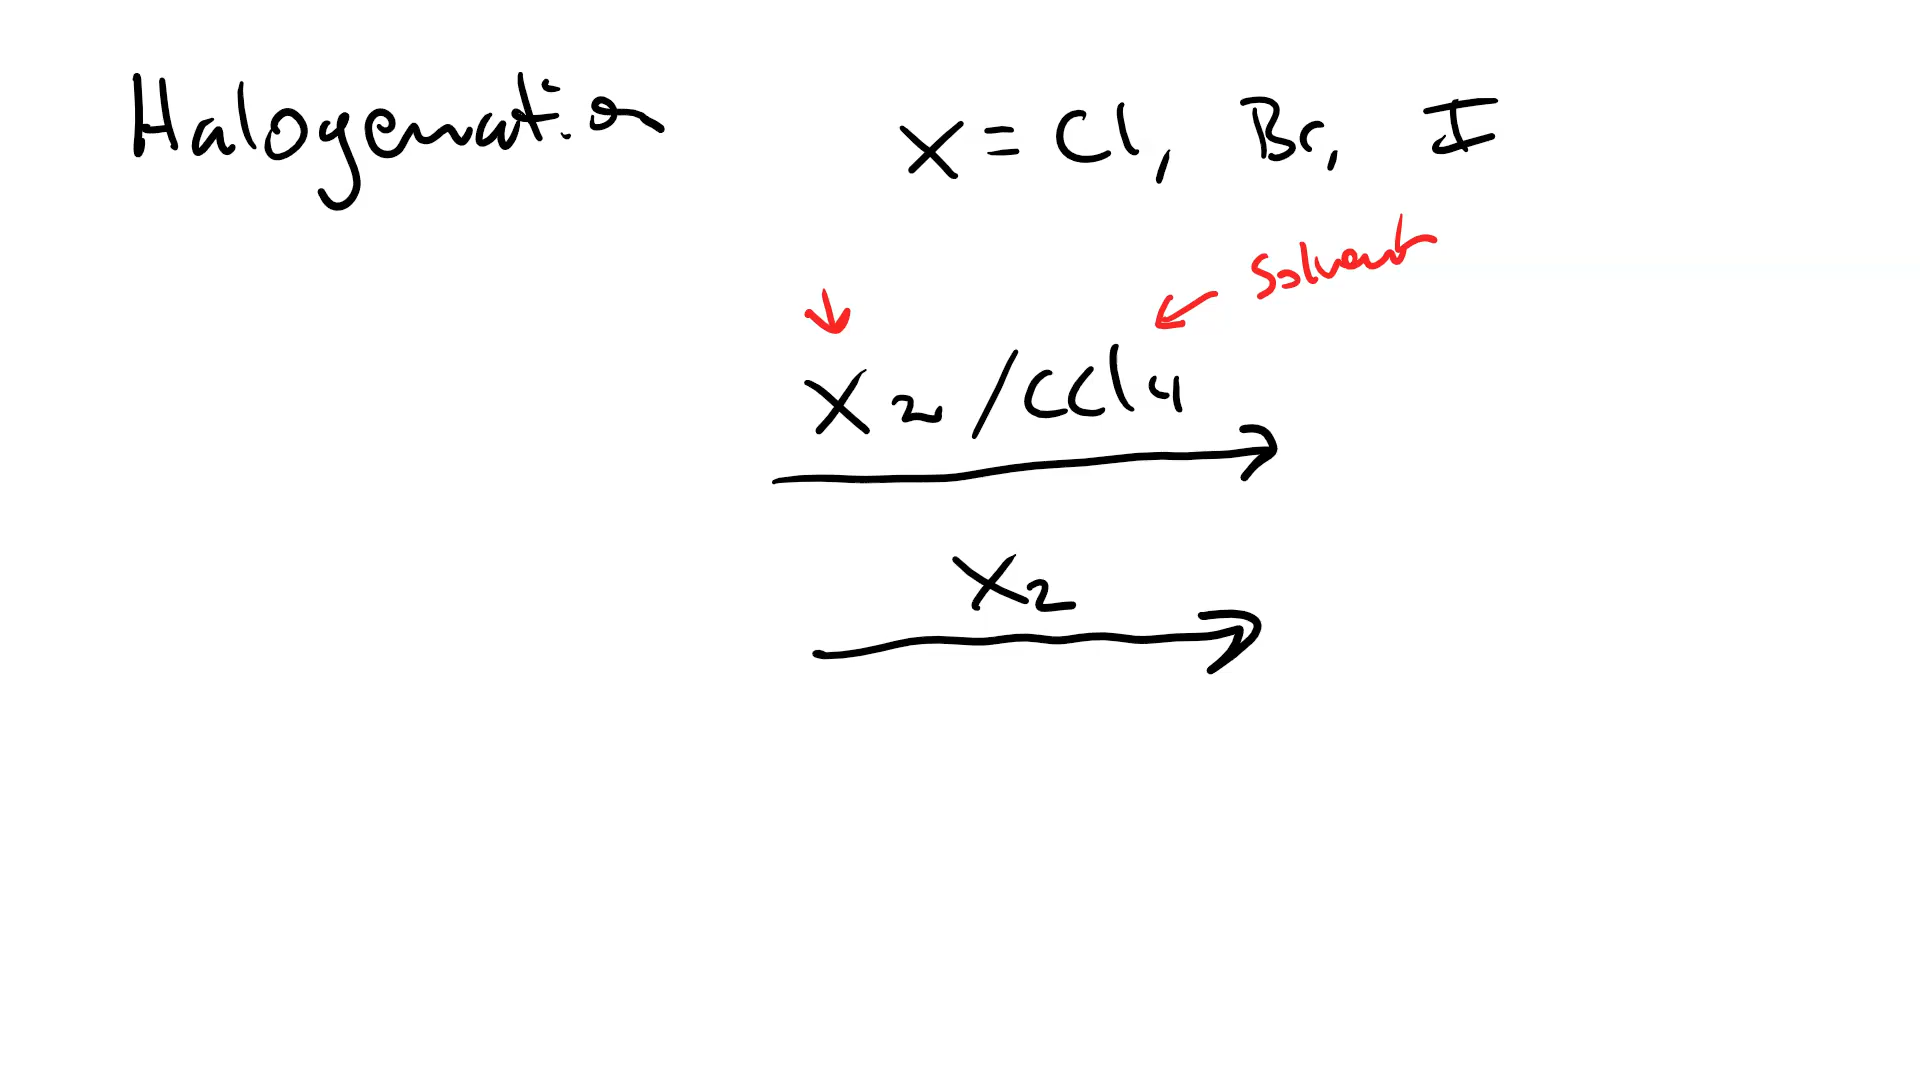 Halogenation X = Cl, Br, I
Solvent
X2 / CCl4
X2